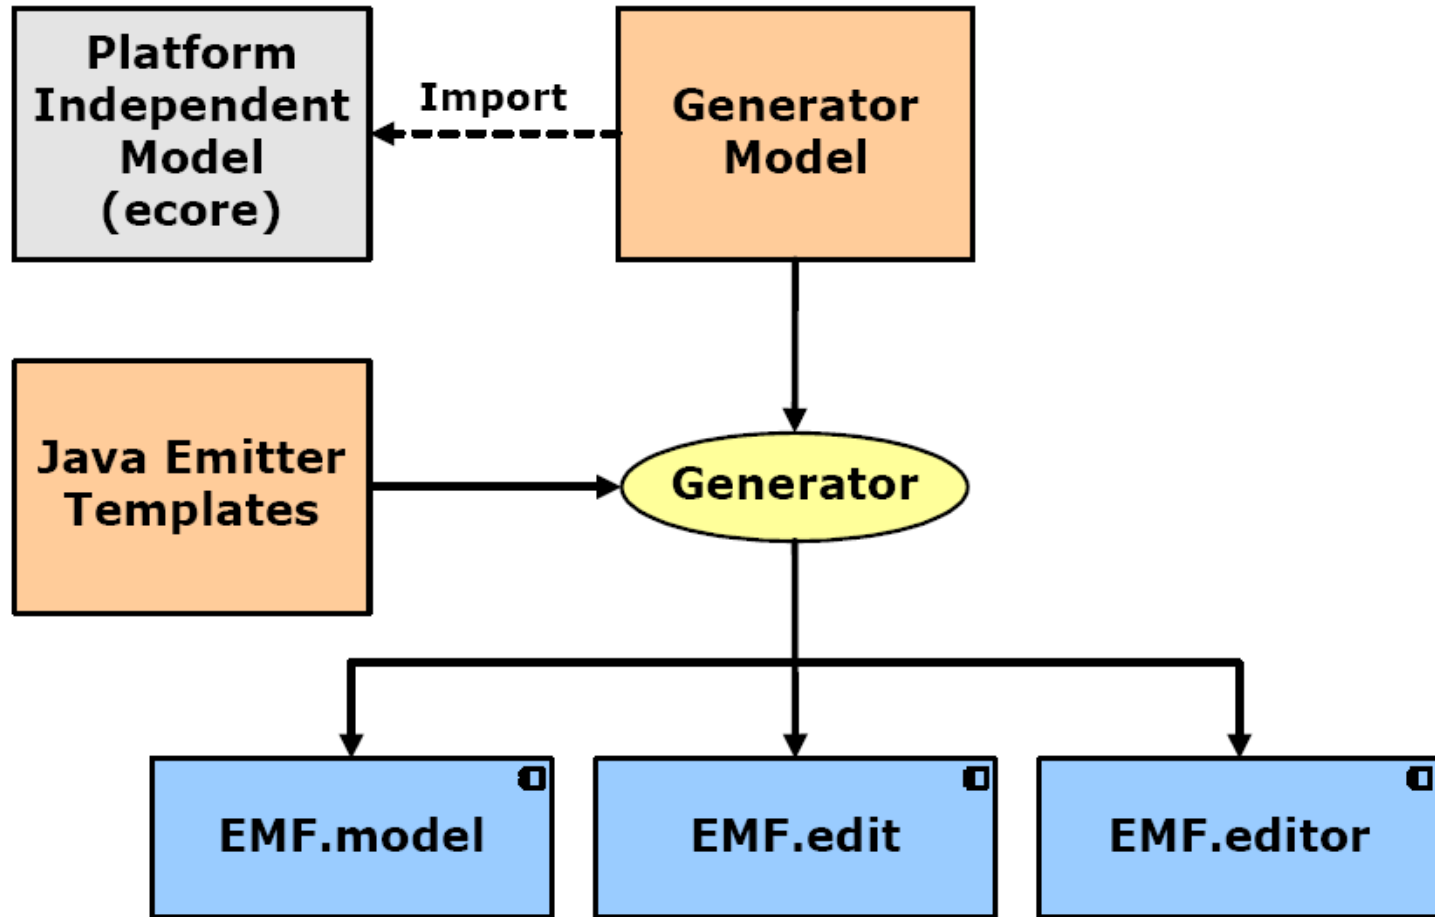 Platform
Independent
Model
(ecore)
Import
Generator
Model
Java Emitter
Templates
Generator
EMF.model
EMF.edit
EMF.editor